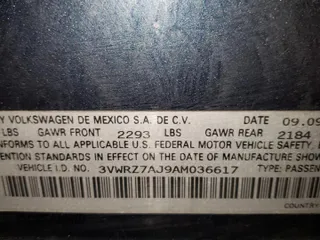 Y VOLKSWAGEN DE MEXICO S.A. DE C.V. DATE 09.09
LBS GAWR FRONT 2293 LBS GAWR REAR 2184
FORMS TO ALL APPLICABLE U.S. FEDERAL MOTOR VEHICLE SAFETY, B
ENTION STANDARDS IN EFFECT ON THE DATE OF MANUFACTURE SHOW
VEHICLE I.D. NO. 3VWRZ7AJ9AM036617 TYPE: PASSEN
COUNTRY